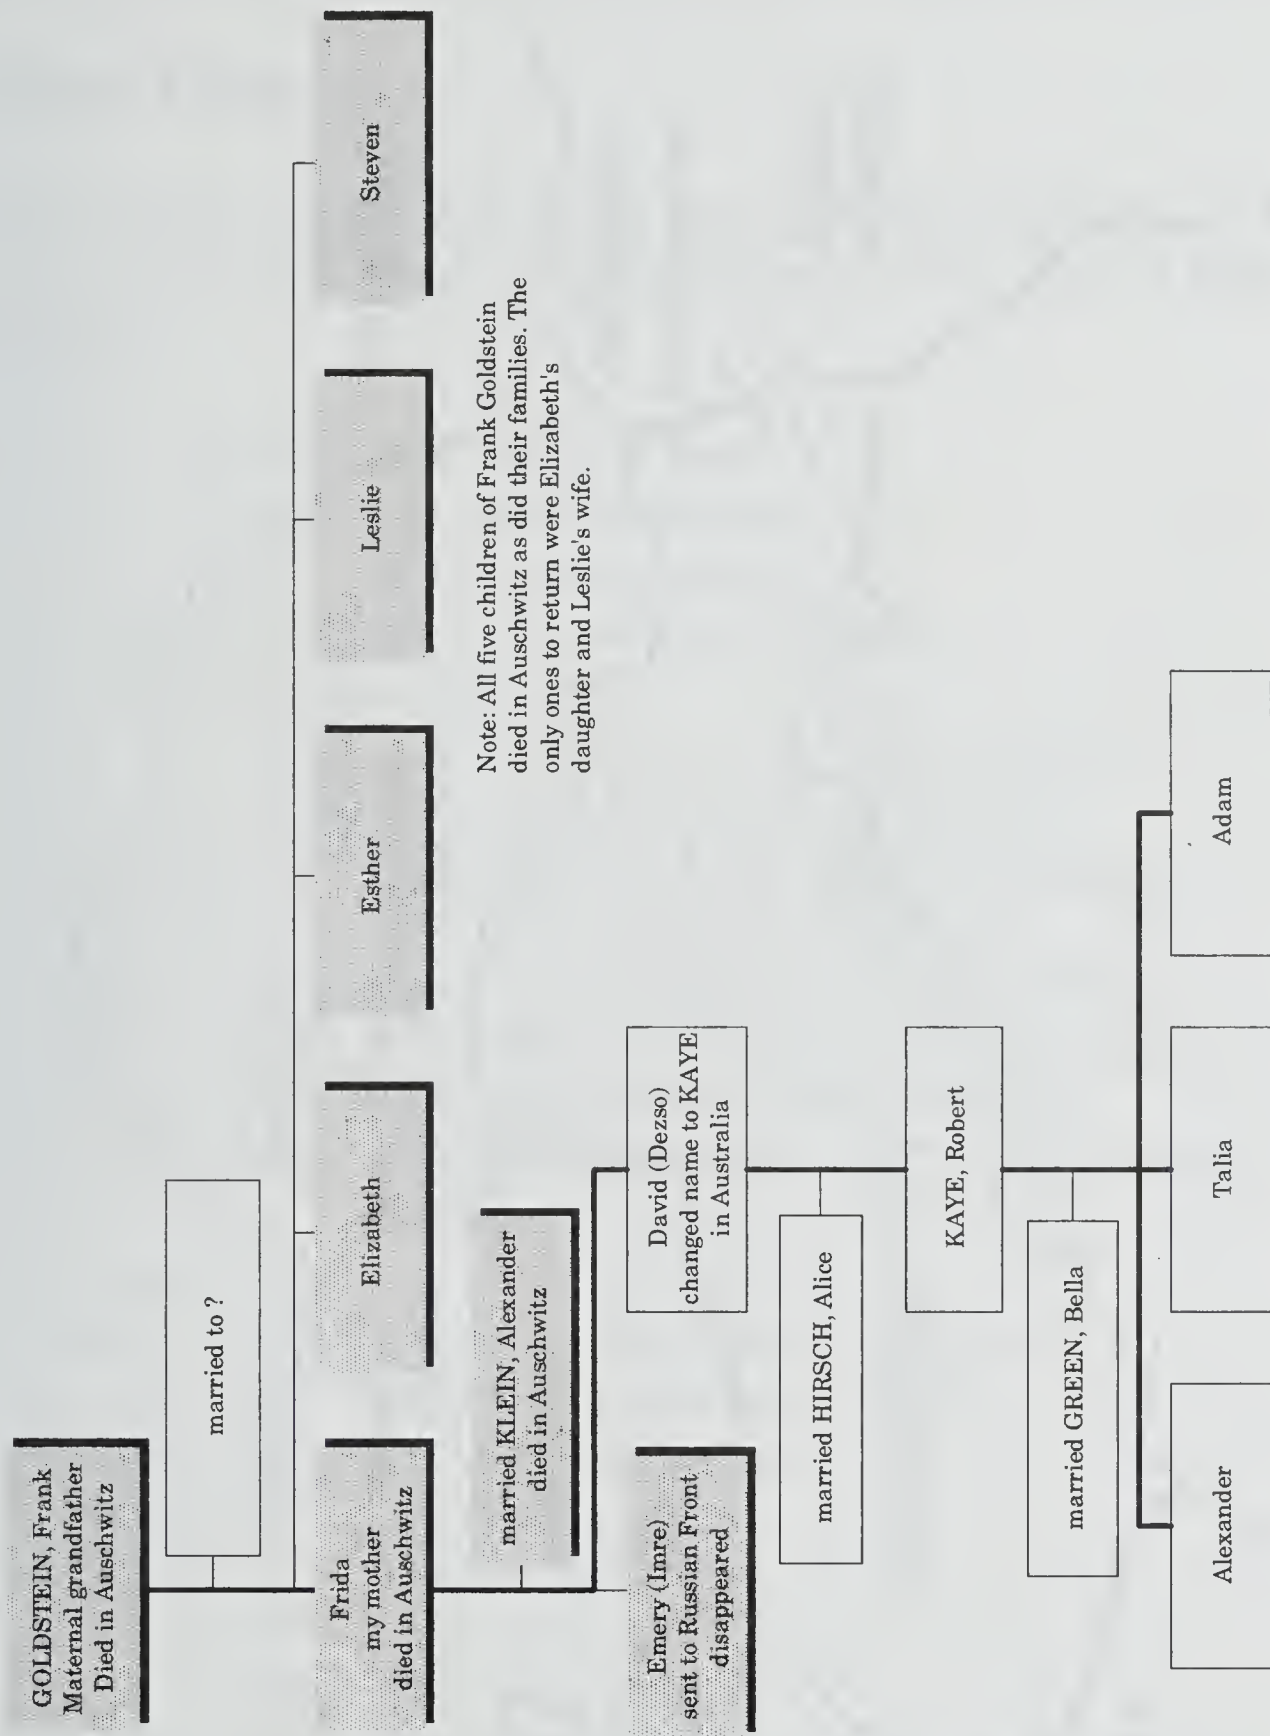 GOLDSTEIN, Frank
Maternal grandfather
Died in Auschwitz
married to ?
Frida
my mother
died in Auschwitz
Elizabeth
Esther
Leslie
Steven
married KLEIN, Alexander
died in Auschwitz
Note: All five children of Frank Goldstein
died in Auschwitz as did their families. The
only ones to return were Elizabeth's
daughter and Leslie's wife.
Emery (Imre)
sent to Russian Front
disappeared
David (Dezso)
changed name to KAYE
in Australia
married HIRSCH, Alice
KAYE, Robert
married GREEN, Bella
Alexander
Talia
Adam